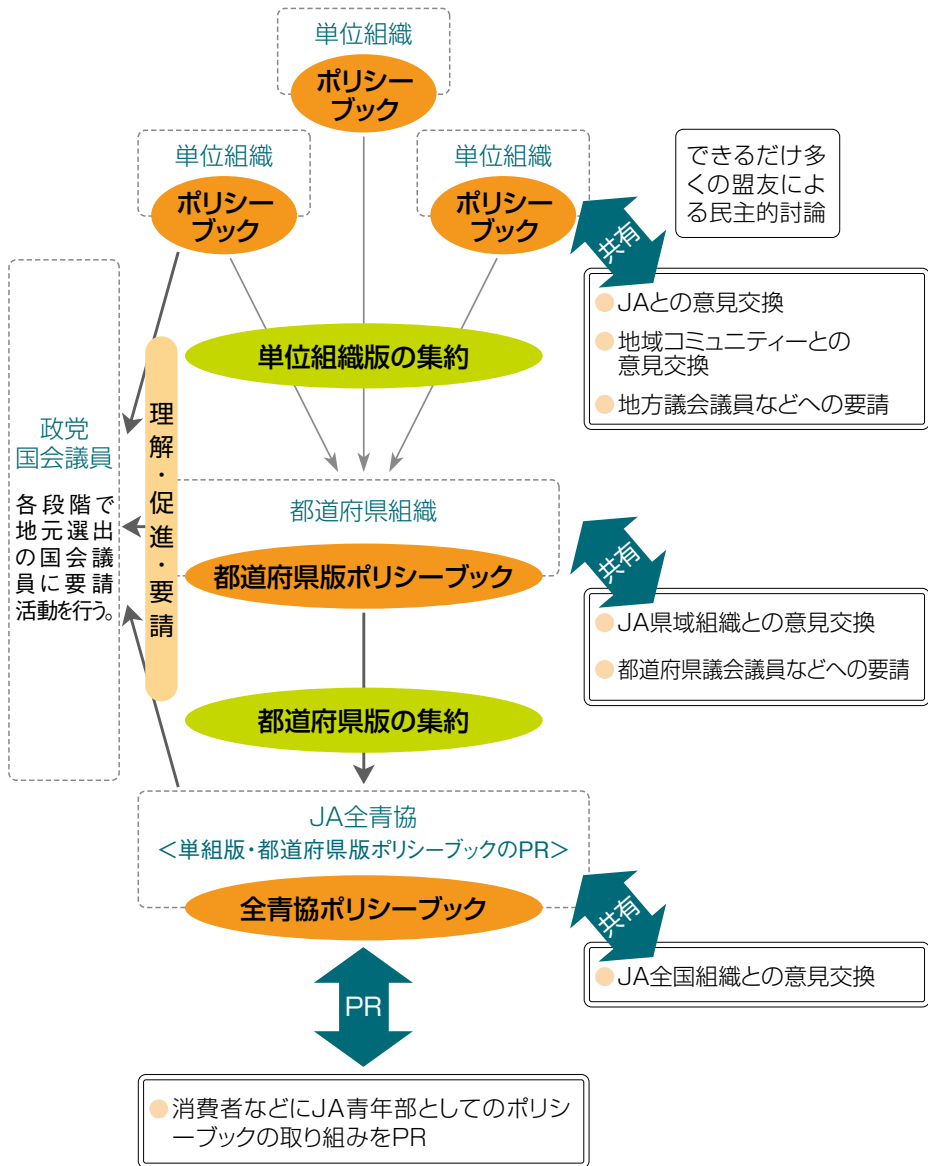 単位組織
ポリシー
ブック
単位組織
ポリシー
ブック
単位組織
ポリシー
ブック
できるだけ多
くの盟友によ
る民主的討論
共有
JAとの意見交換
地域コミュニティーとの
意見交換
地方議会議員などへの要請
単位組織版の集約
政党
国会議員
各段階で
地元選出
の国会議
員に要請
活動を行う。
理解・促進・要請
都道府県組織
都道府県版ポリシーブック
共有
JA県域組織との意見交換
都道府県議会議員などへの要請
都道府県版の集約
JA全青協
<単組版・都道府県版ポリシーブックのPR>
全青協ポリシーブック
共有
JA全国組織との意見交換
PR
消費者などにJA青年部としてのポリシ
ーブックの取り組みをPR